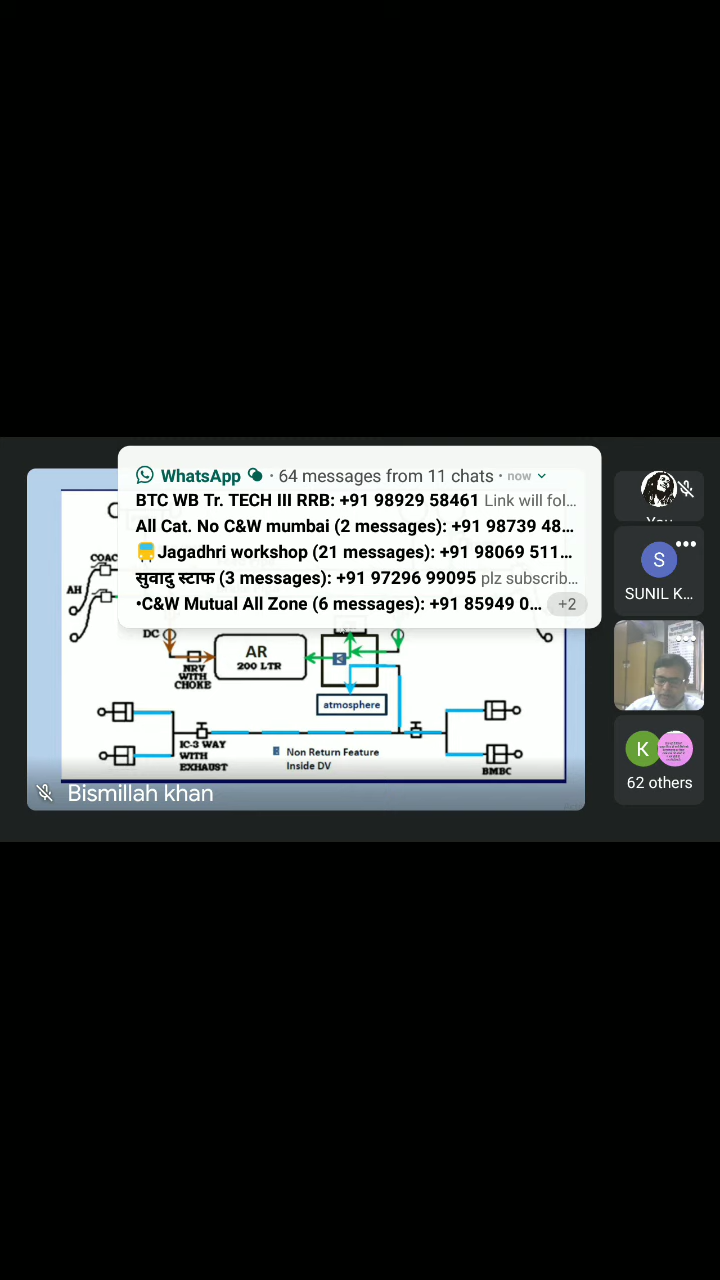 WhatsApp · 64 messages from 11 chats · now
BTC WB Tr. TECH III RRB: +91 98929 58461 Link will fol...
All Cat. No C&W mumbai (2 messages): +91 98739 48...
🚍Jagadhri workshop (21 messages): +91 98069 511...
सुवादु स्टाफ (3 messages): +91 97296 99095 plz subscrib...
•C&W Mutual All Zone (6 messages): +91 85949 0... +2
COAC
AH
DC
AR
200 LTR
NRV
WITH
CHOKE
atmosphere
IC-3 WAY
WITH
EXHAUST
Non Return Feature
Inside DV
BMBC
Bismillah khan
S
SUNIL K...
K
62 others